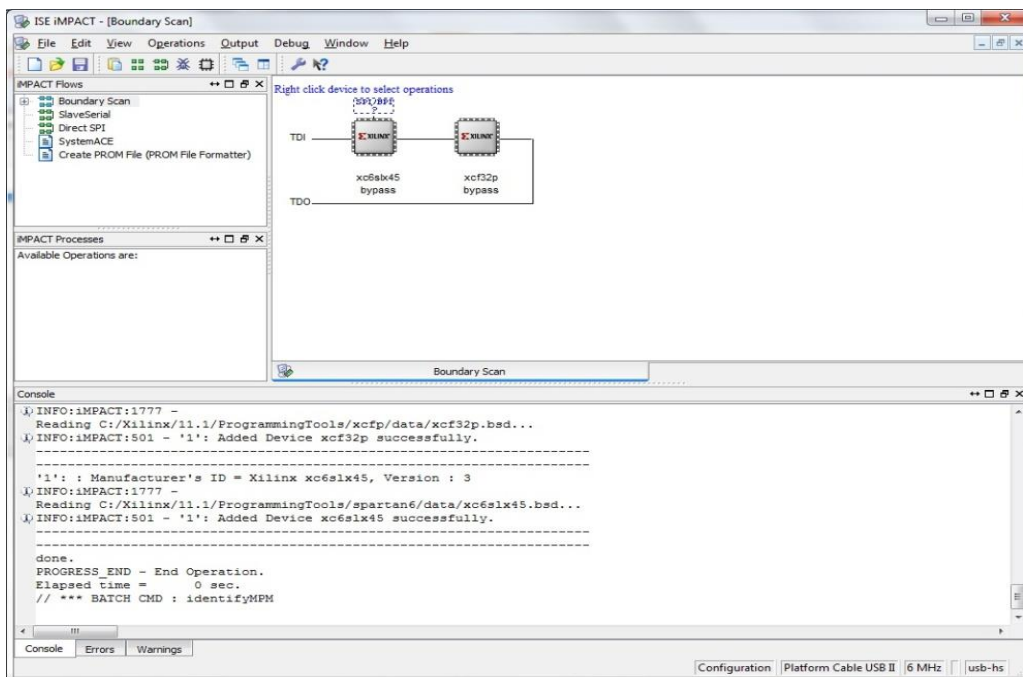 ISE iMPACT - [Boundary Scan]
File Edit View Operations Output Debug Window Help
iMPACT Flows
Boundary Scan
SlaveSerial
Direct SPI
SystemACE
Create PROM File (PROM File Formatter)
iMPACT Processes
Available Operations are:
Right click device to select operations
SPI/BPI
?
TDI
XILINX
XILINX
xc6slx45
bypass
xcf32p
bypass
TDO
Boundary Scan
Console
INFO:iMPACT:1777 -
Reading C:/Xilinx/11.1/ProgrammingTools/xcfp/data/xcf32p.bsd...
INFO:iMPACT:501 - '1': Added Device xcf32p successfully.
----------------------------------------------------------------------
----------------------------------------------------------------------
'1': : Manufacturer's ID = Xilinx xc6slx45, Version : 3
INFO:iMPACT:1777 -
Reading C:/Xilinx/11.1/ProgrammingTools/spartan6/data/xc6slx45.bsd...
INFO:iMPACT:501 - '1': Added Device xc6slx45 successfully.
----------------------------------------------------------------------
----------------------------------------------------------------------
done.
PROGRESS_END - End Operation.
Elapsed time =      0 sec.
// *** BATCH CMD : identifyMPM
Console Errors Warnings
Configuration Platform Cable USB II 6 MHz usb-hs